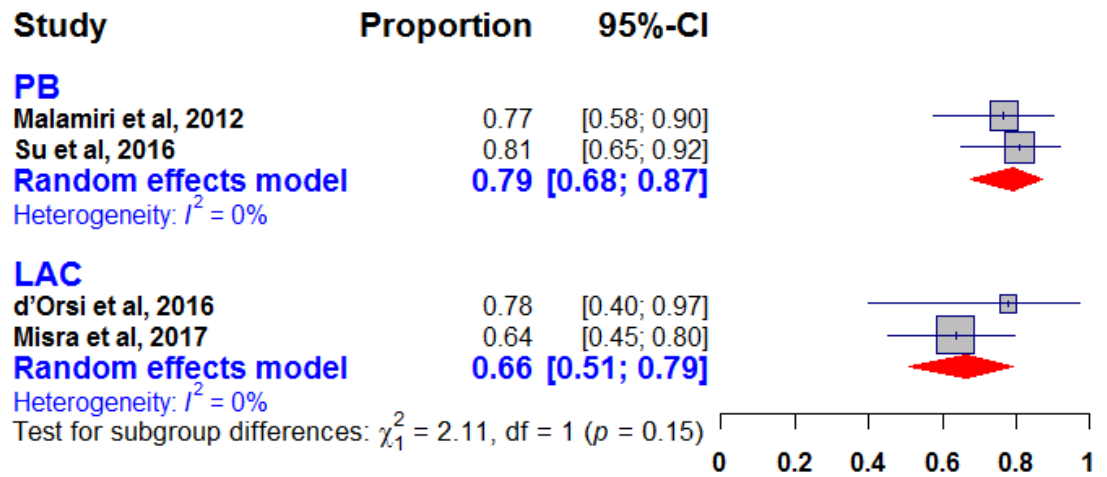 Study Proportion 95%-CI
PB
Malamiri et al, 2012 0.77 [0.58; 0.90]
Su et al, 2016 0.81 [0.65; 0.92]
Random effects model 0.79 [0.68; 0.87]
Heterogeneity: I² = 0%
LAC
d'Orsi et al, 2016 0.78 [0.40; 0.97]
Misra et al, 2017 0.64 [0.45; 0.80]
Random effects model 0.66 [0.51; 0.79]
Heterogeneity: I² = 0%
Test for subgroup differences: χ²₁ = 2.11, df = 1 (p = 0.15)
0 0.2 0.4 0.6 0.8 1